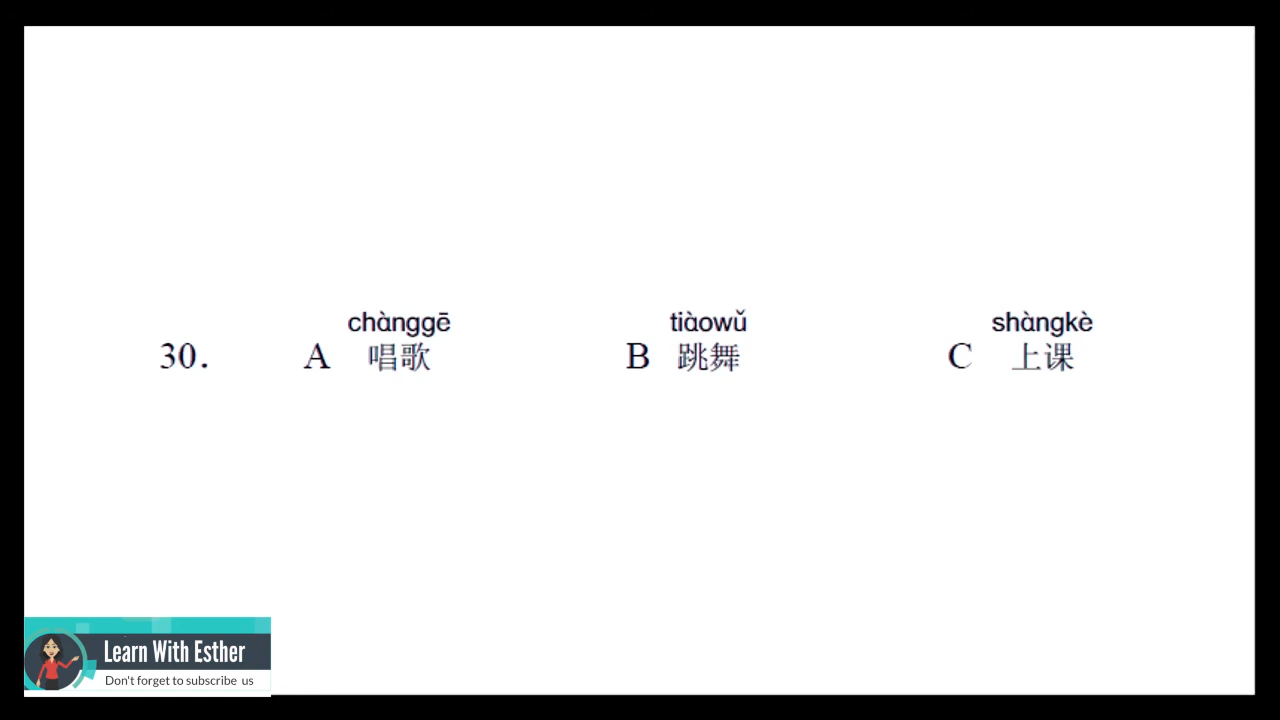 chànggē tiàowǔ shàngkè
30. A 唱歌 B 跳舞 C 上课
Learn With Esther
Don't forget to subscribe us